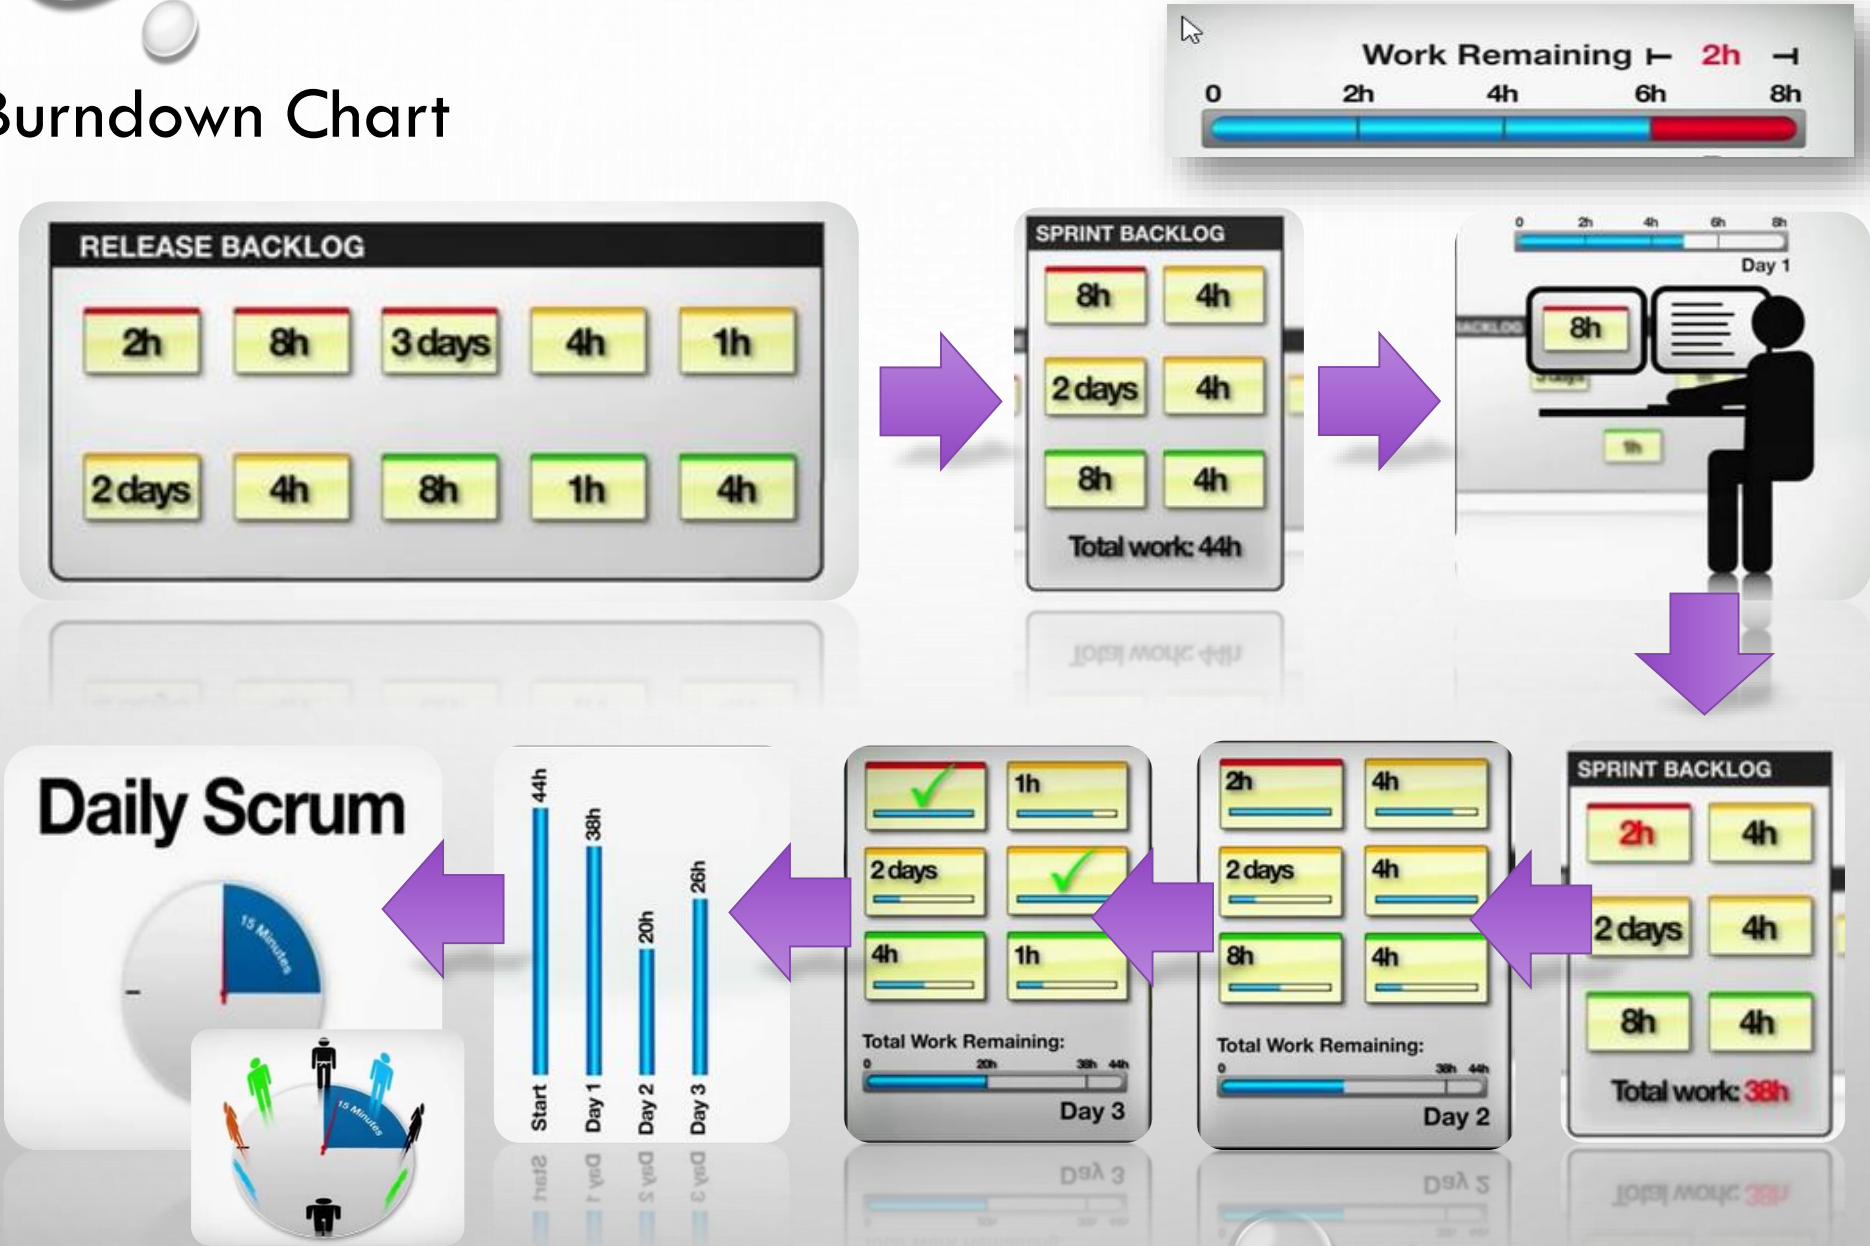 Burndown Chart
Work Remaining 2h
0 2h 4h 6h 8h
RELEASE BACKLOG
2h 8h 3 days 4h 1h
2 days 4h 8h 1h 4h
SPRINT BACKLOG
8h 4h
2 days 4h
8h 4h
Total work: 44h
0 2h 4h 6h 8h
Day 1
BACKLOG
8h
3 days
1h
SPRINT BACKLOG
2h 4h
2 days 4h
8h 4h
Total work: 38h
2h 4h
2 days 4h
8h 4h
Total Work Remaining:
0 38h 44h
Day 2
1h
2 days
4h 1h
Total Work Remaining:
0 20h 38h 44h
Day 3
44h 38h 20h 26h
Start Day 1 Day 2 Day 3
Daily Scrum
15 Minutes
15 Minutes